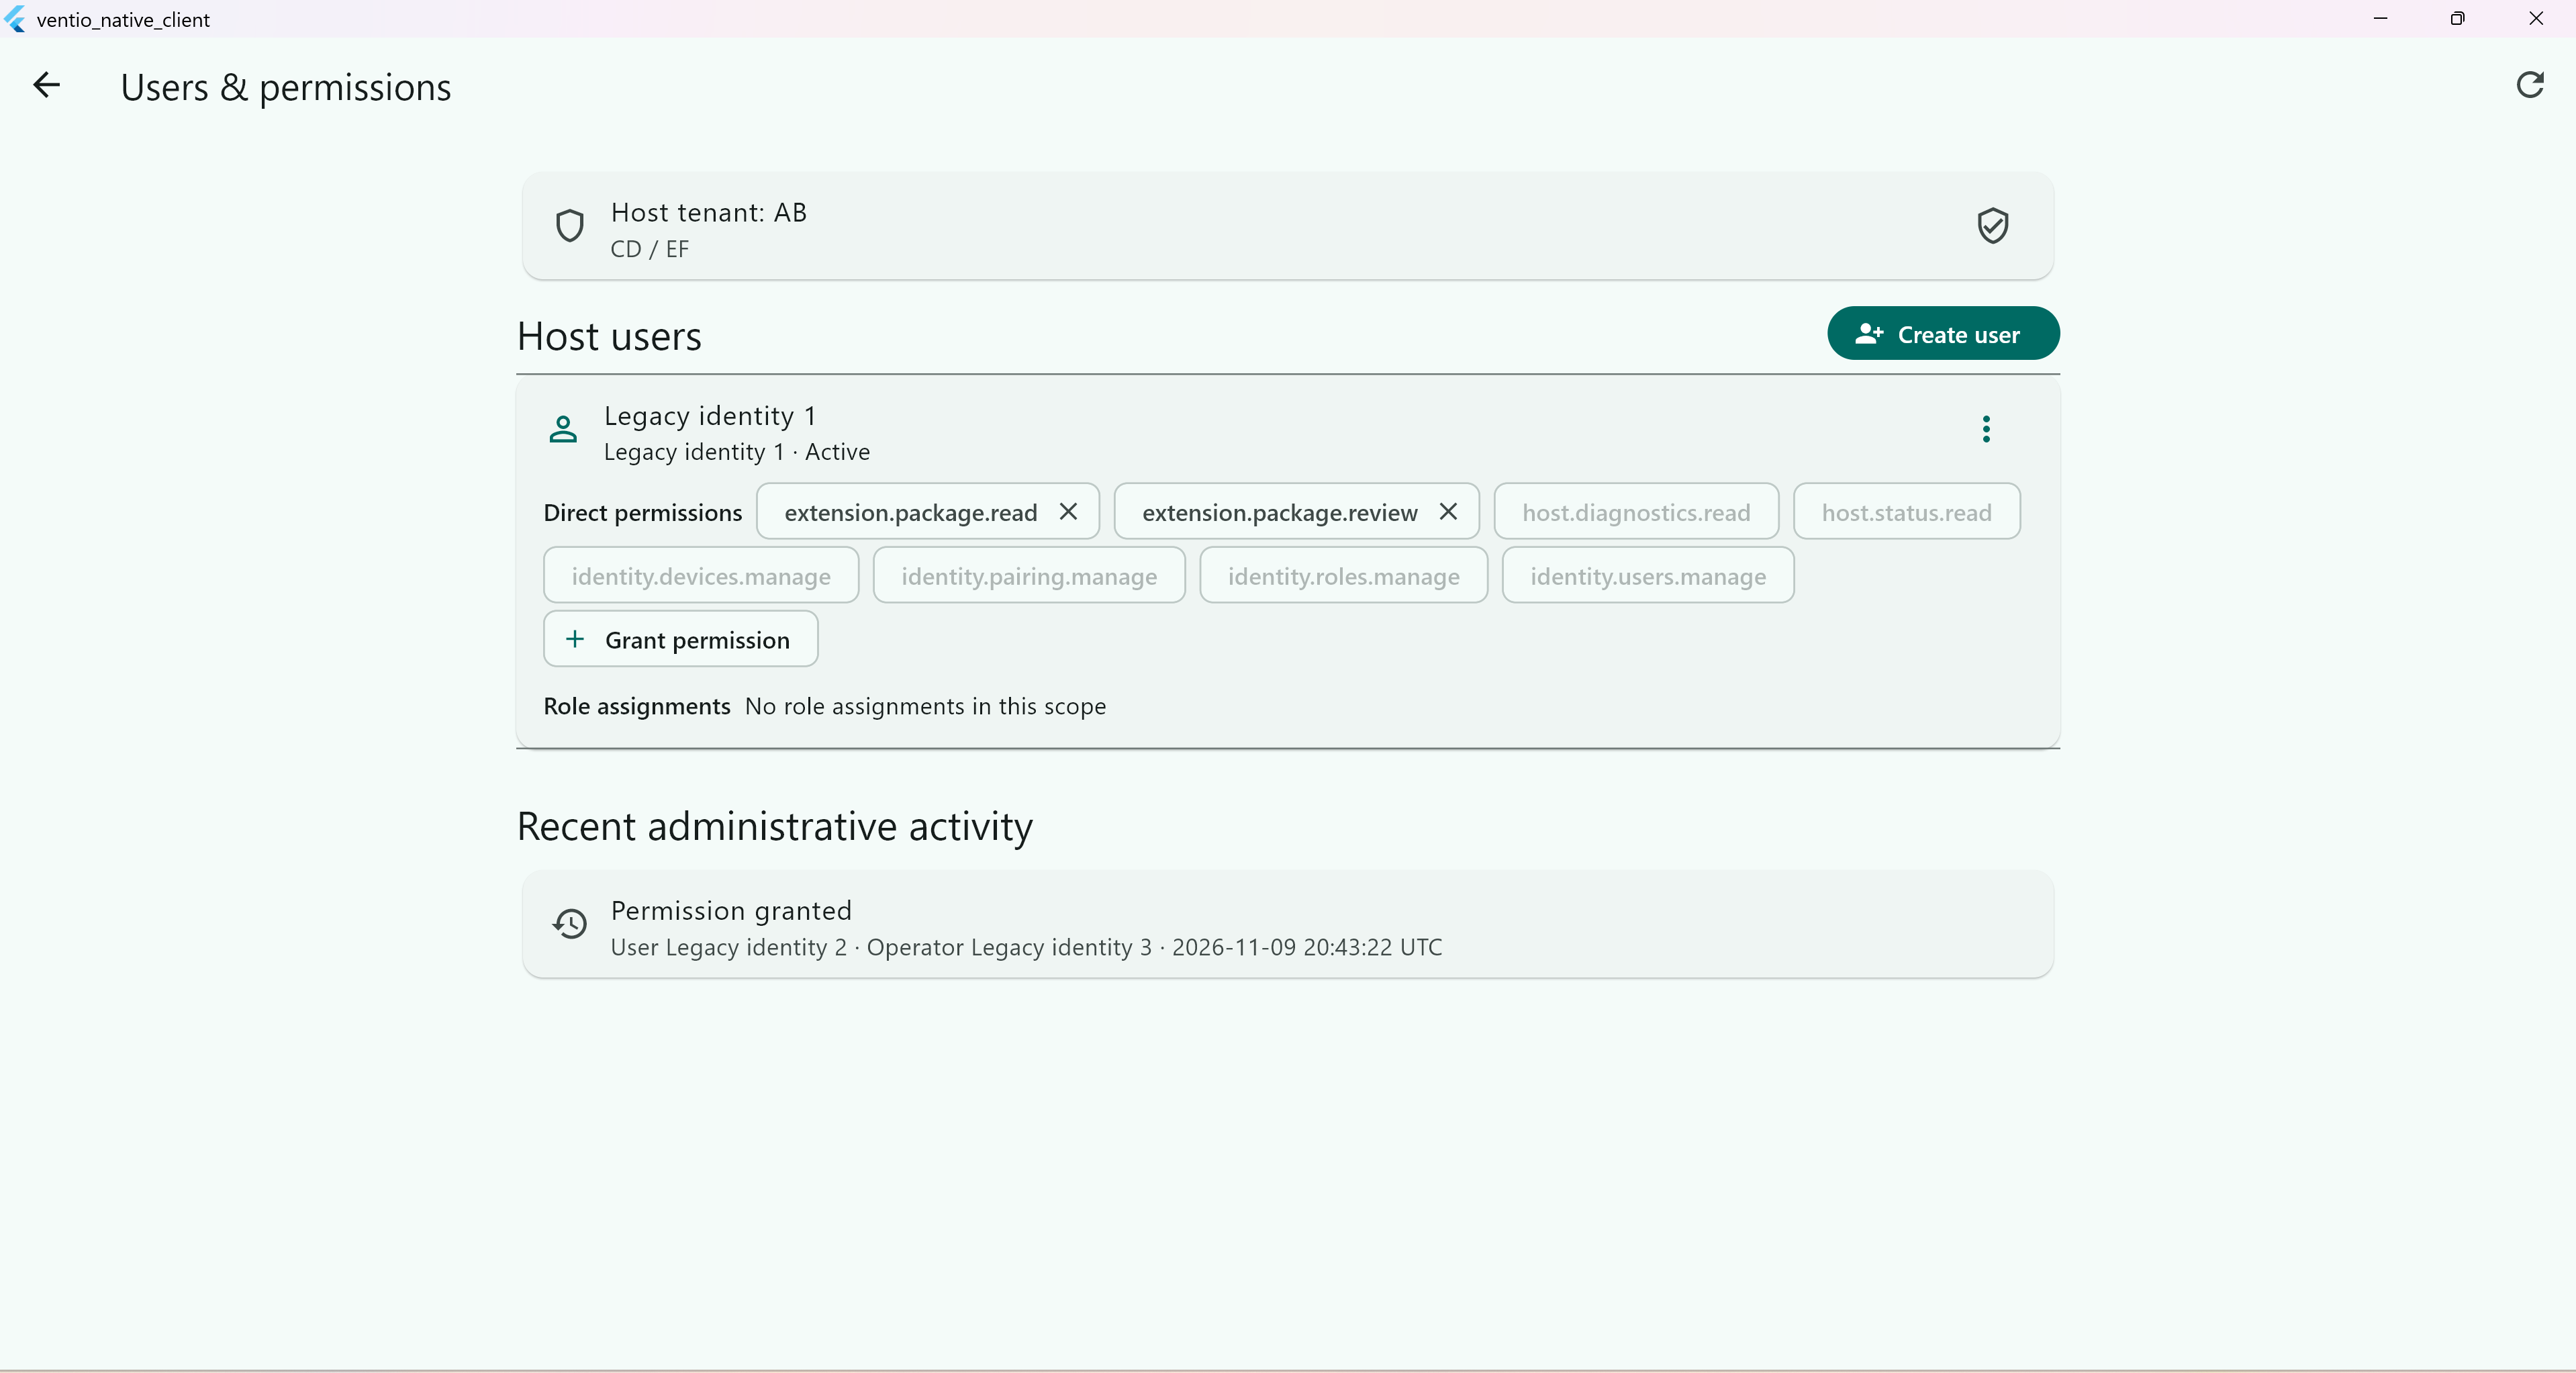 ventio_native_client
Users & permissions
Host tenant: AB
CD / EF
Host users
Create user
Legacy identity 1
Legacy identity 1 · Active
Direct permissions extension.package.read extension.package.review host.diagnostics.read host.status.read
identity.devices.manage identity.pairing.manage identity.roles.manage identity.users.manage
Grant permission
Role assignments No role assignments in this scope
Recent administrative activity
Permission granted
User Legacy identity 2 · Operator Legacy identity 3 · 2026-11-09 20:43:22 UTC